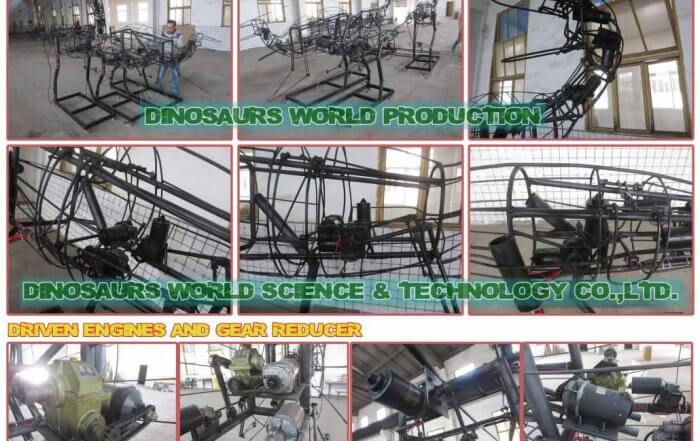 DINOSAURS WORLD PRODUCTION
DINOSAURS WORLD SCIENCE & TECHNOLOGY CO.,LTD.
DRIVEN ENGINES AND GEAR REDUCER